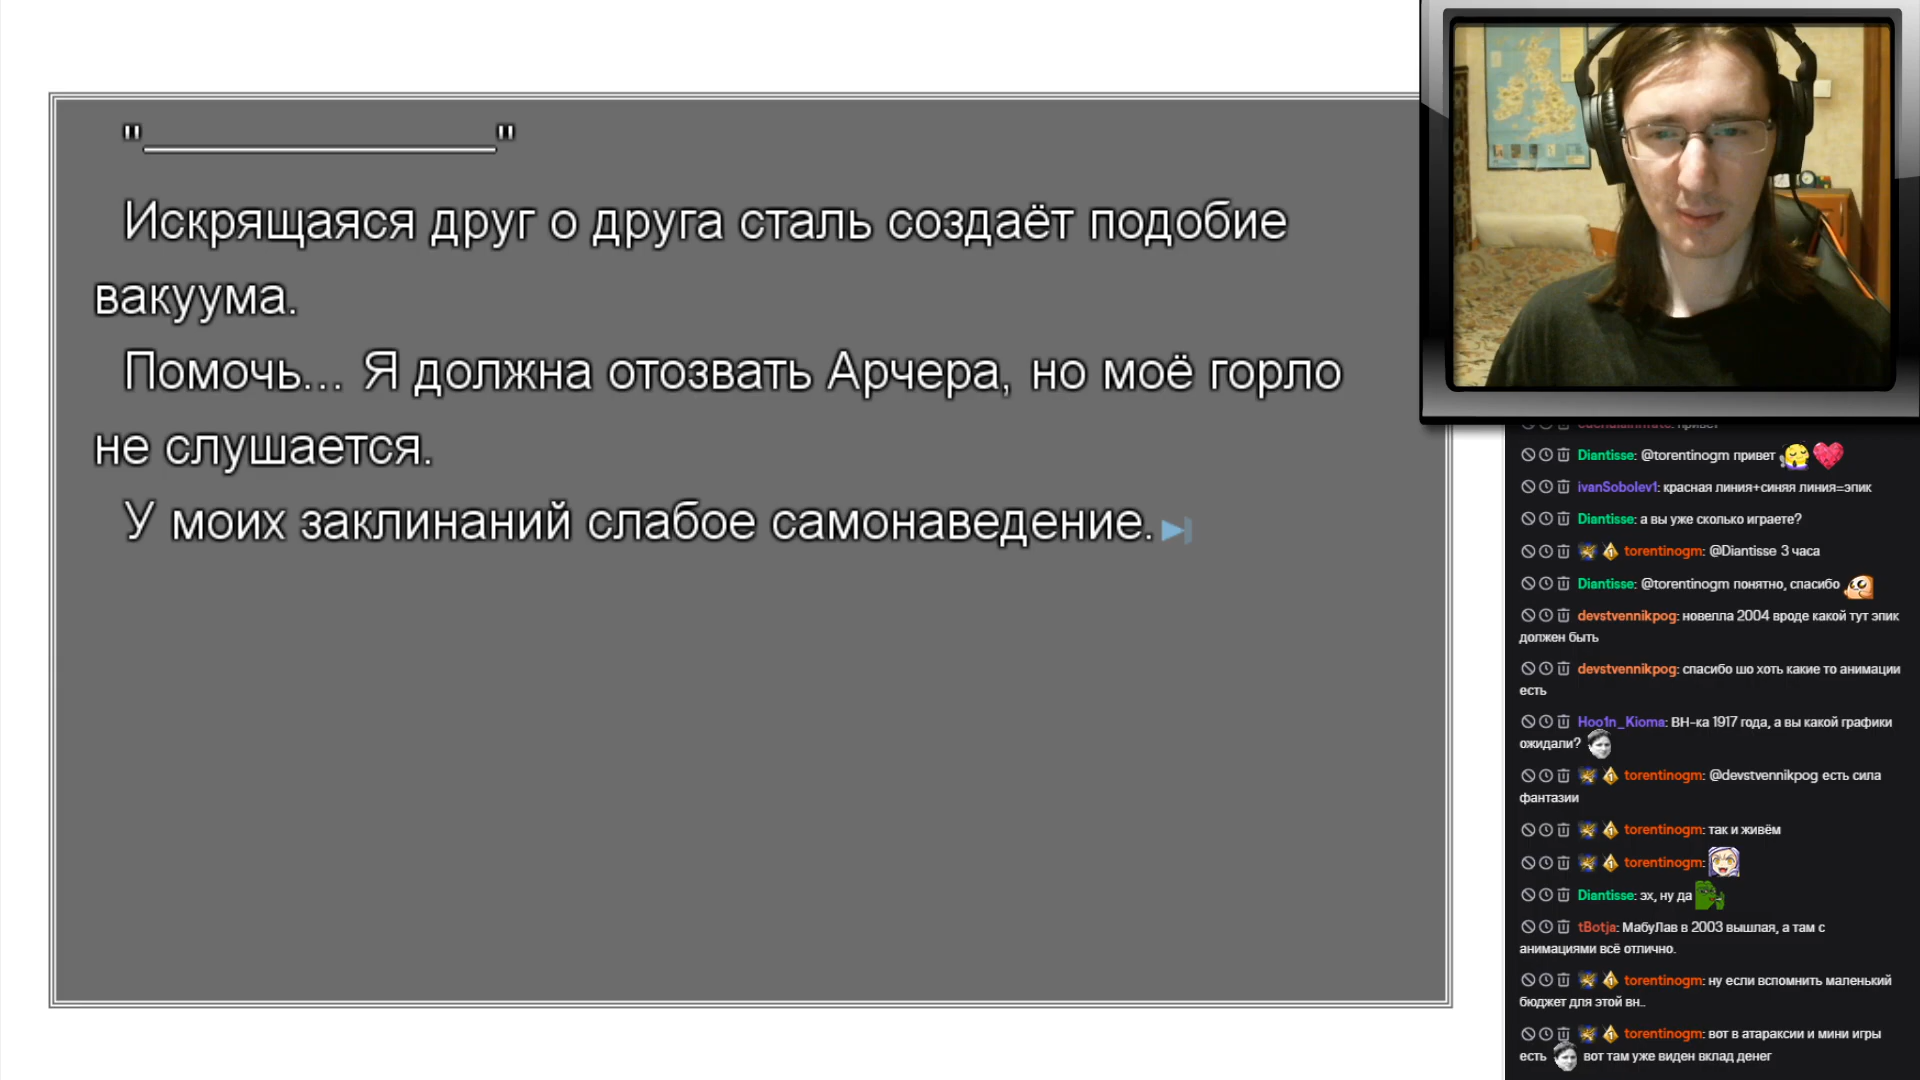 "______________"
Искрящаяся друг о друга сталь создаёт подобие
вакуума.
Помочь... Я должна отозвать Арчера, но моё горло
не слушается.
У моих заклинаний слабое самонаведение.
Diantisse: @torentinogm привет
ivanSobolev1: красная линия+синяя линия=эпик
Diantisse: а вы уже сколько играете?
torentinogm: @Diantisse 3 часа
Diantisse: @torentinogm понятно, спасибо
devstvennikpog: новелла 2004 вроде какой тут эпик
должен быть
devstvennikpog: спасибо шо хоть какие то анимации
есть
Hoo1n_Kioma: ВН-ка 1917 года, а вы какой графики
ожидали?
torentinogm: @devstvennikpog есть сила
фантазии
torentinogm: так и живём
torentinogm:
Diantisse: эх, ну да
tBotja: МабуЛав в 2003 вышлая, а там с
анимациями всё отлично.
torentinogm: ну если вспомнить маленький
бюджет для этой вн..
torentinogm: вот в атараксии и мини игры
есть вот там уже виден вклад денег